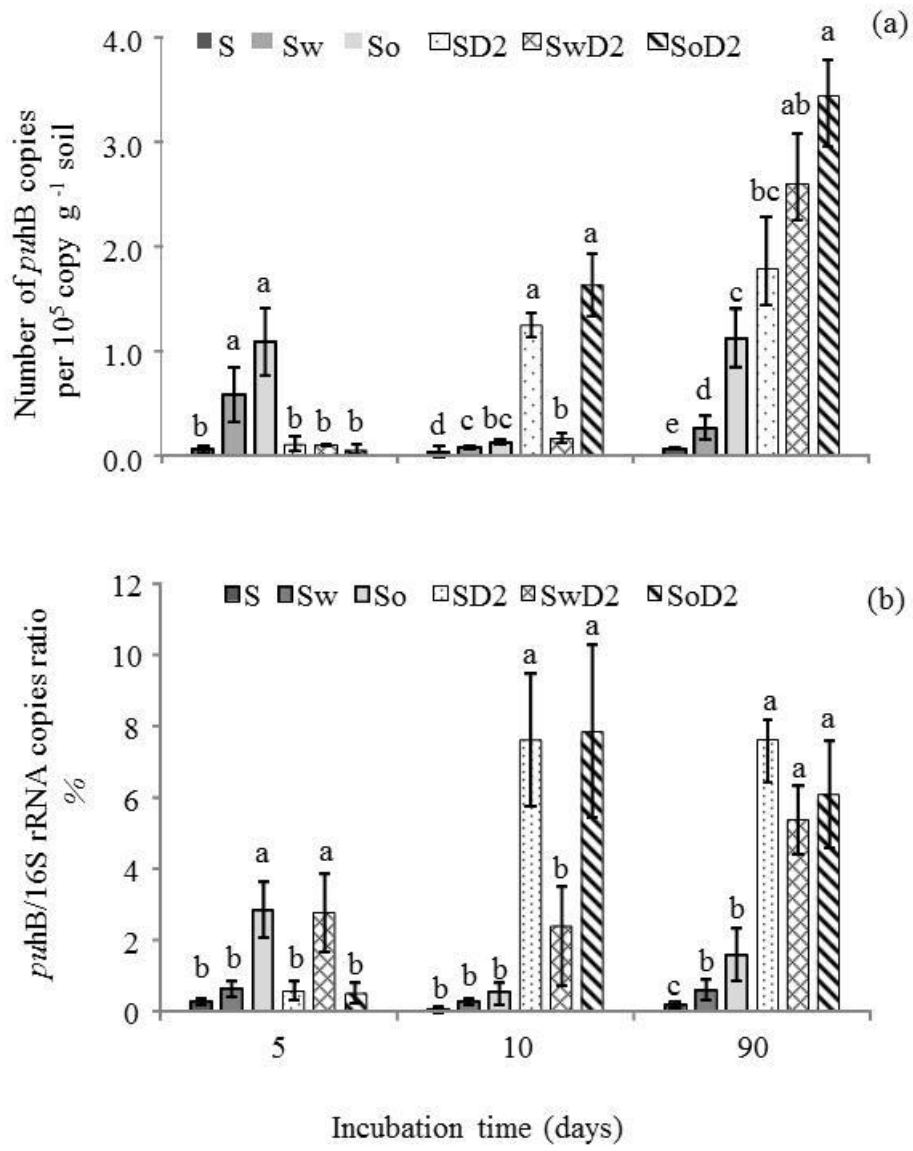 (a)
S Sw So SD2 SwD2 SoD2
4.0
3.0
2.0
1.0
0.0
Number of puhB copies
per 10⁵ copy g⁻¹ soil
b a a b b b
d c bc a b a
e d c bc ab a
(b)
S Sw So SD2 SwD2 SoD2
12
10
8
6
4
2
0
puhB/16S rRNA copies ratio
%
b b a b a b
b b b a b a
c b b a a a
5 10 90
Incubation time (days)